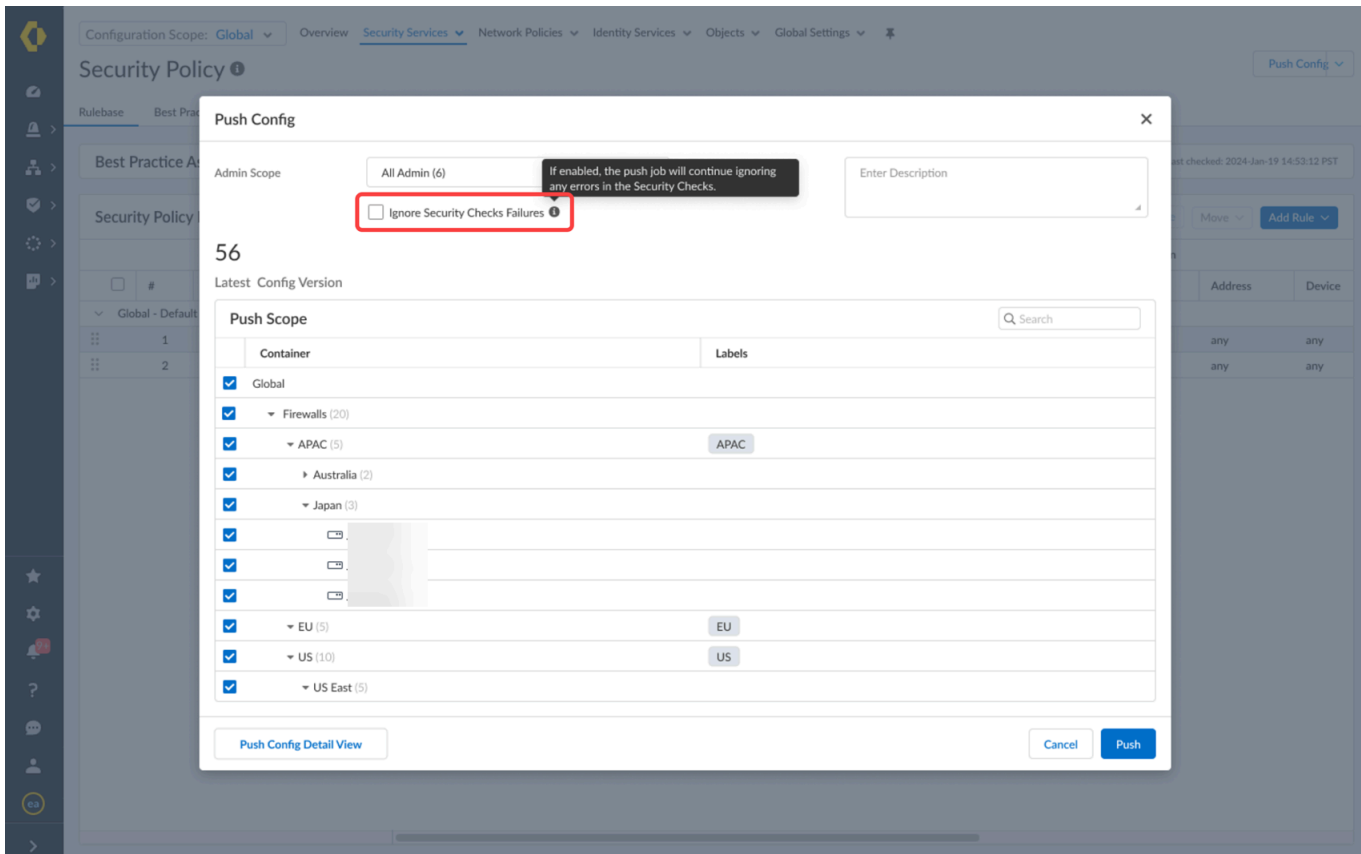 Configuration Scope: Global
Overview
Security Services
Network Policies
Identity Services
Objects
Global Settings
Security Policy
Push Config
Rulebase
Best Prac
Push Config
Best Practice As
ast checked: 2024-Jan-19 14:53:12 PST
Admin Scope
All Admin (6)
If enabled, the push job will continue ignoring
any errors in the Security Checks.
Enter Description
Ignore Security Checks Failures
Security Policy
Move
Add Rule
56
Latest Config Version
#
Address
Device
Push Scope
Search
Global - Default
1
any
any
2
any
any
Container
Labels
Global
Firewalls (20)
APAC (5)
APAC
Australia (2)
Japan (3)
EU (5)
EU
US (10)
US
US East (5)
Push Config Detail View
Cancel
Push
ea